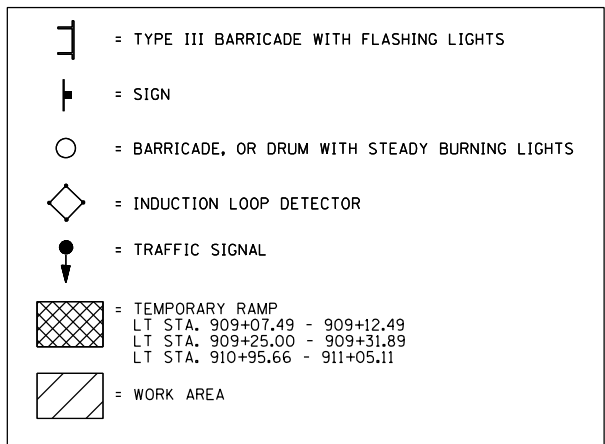 = TYPE III BARRICADE WITH FLASHING LIGHTS
= SIGN
= BARRICADE, OR DRUM WITH STEADY BURNING LIGHTS
= INDUCTION LOOP DETECTOR
= TRAFFIC SIGNAL
= TEMPORARY RAMP
LT STA. 909+07.49 - 909+12.49
LT STA. 909+25.00 - 909+31.89
LT STA. 910+95.66 - 911+05.11
= WORK AREA